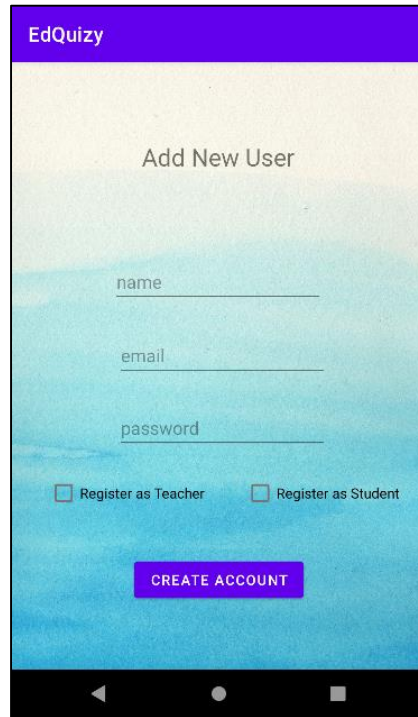 EdQuizy
Add New User
name
email
password
Register as Teacher Register as Student
CREATE ACCOUNT